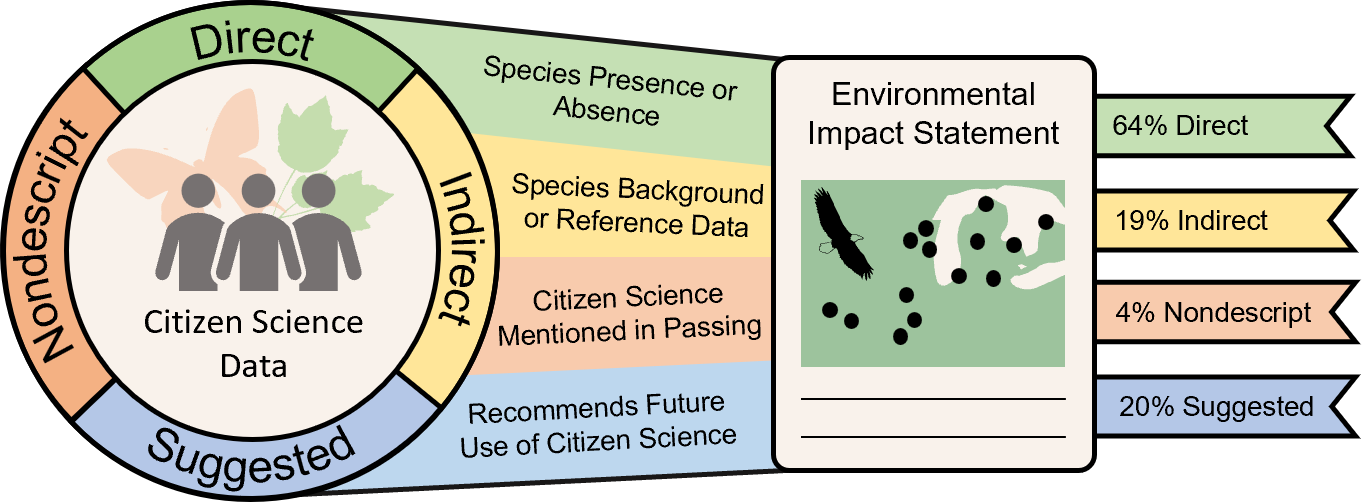 Direct
Indirect
Suggested
Nondescript
Citizen Science
Data
Species Presence or
Absence
Species Background
or Reference Data
Citizen Science
Mentioned in Passing
Recommends Future
Use of Citizen Science
Environmental
Impact Statement
64% Direct
19% Indirect
4% Nondescript
20% Suggested